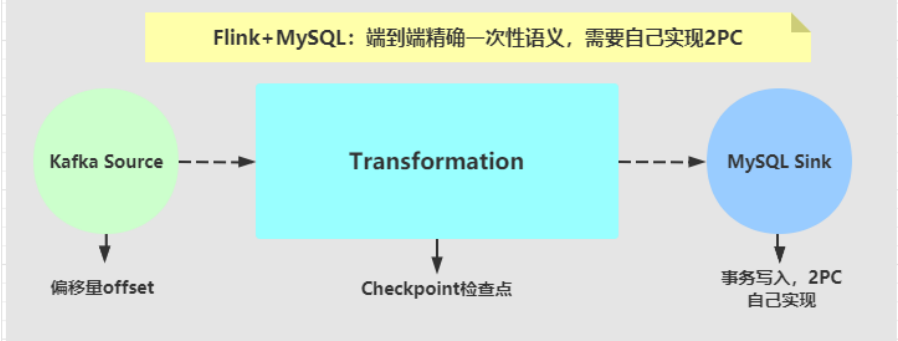 Flink+MySQL：端到端精确一次性语义，需要自己实现2PC
Kafka Source
Transformation
MySQL Sink
偏移量offset
Checkpoint检查点
事务写入，2PC
自己实现